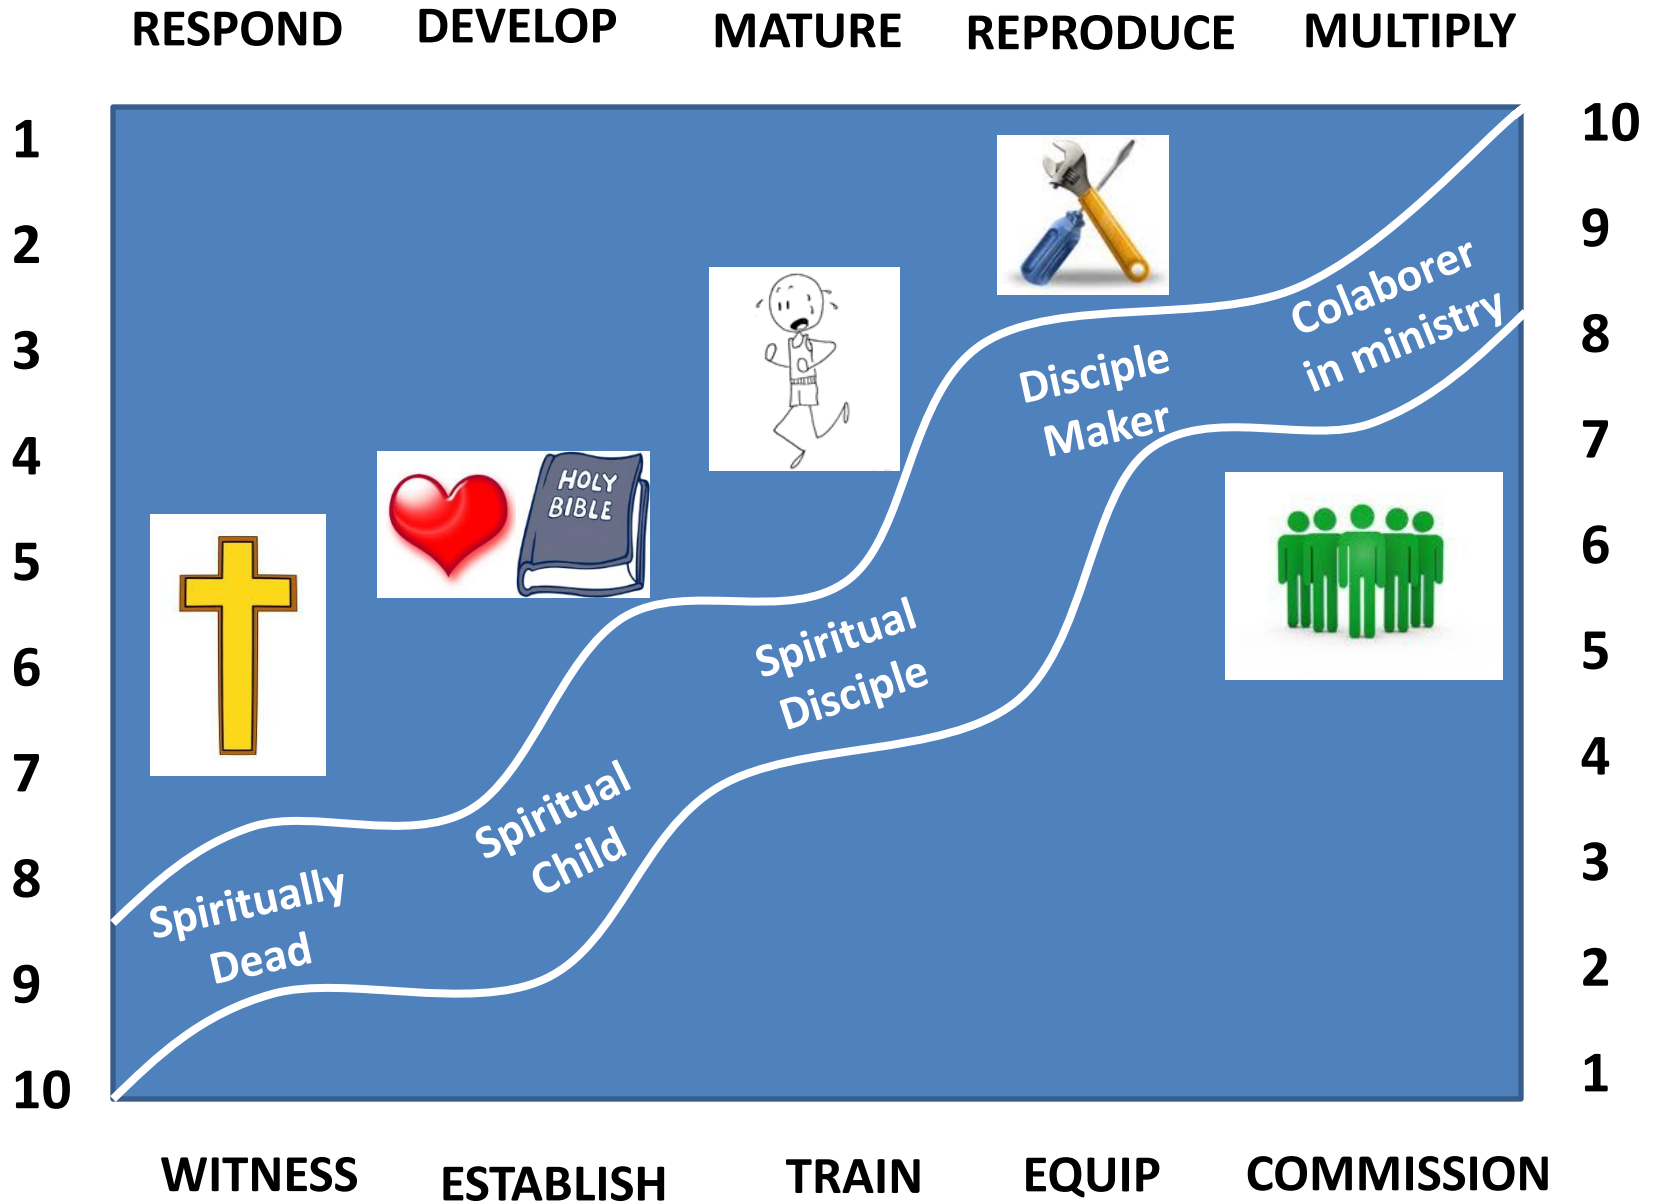 RESPOND DEVELOP MATURE REPRODUCE MULTIPLY
1
2
3
4
5
6
7
8
9
10
10
9
8
7
6
5
4
3
2
1
HOLY
BIBLE
Spiritually
Dead
Spiritual
Child
Spiritual
Disciple
Disciple
Maker
Colaborer
in ministry
WITNESS ESTABLISH TRAIN EQUIP COMMISSION